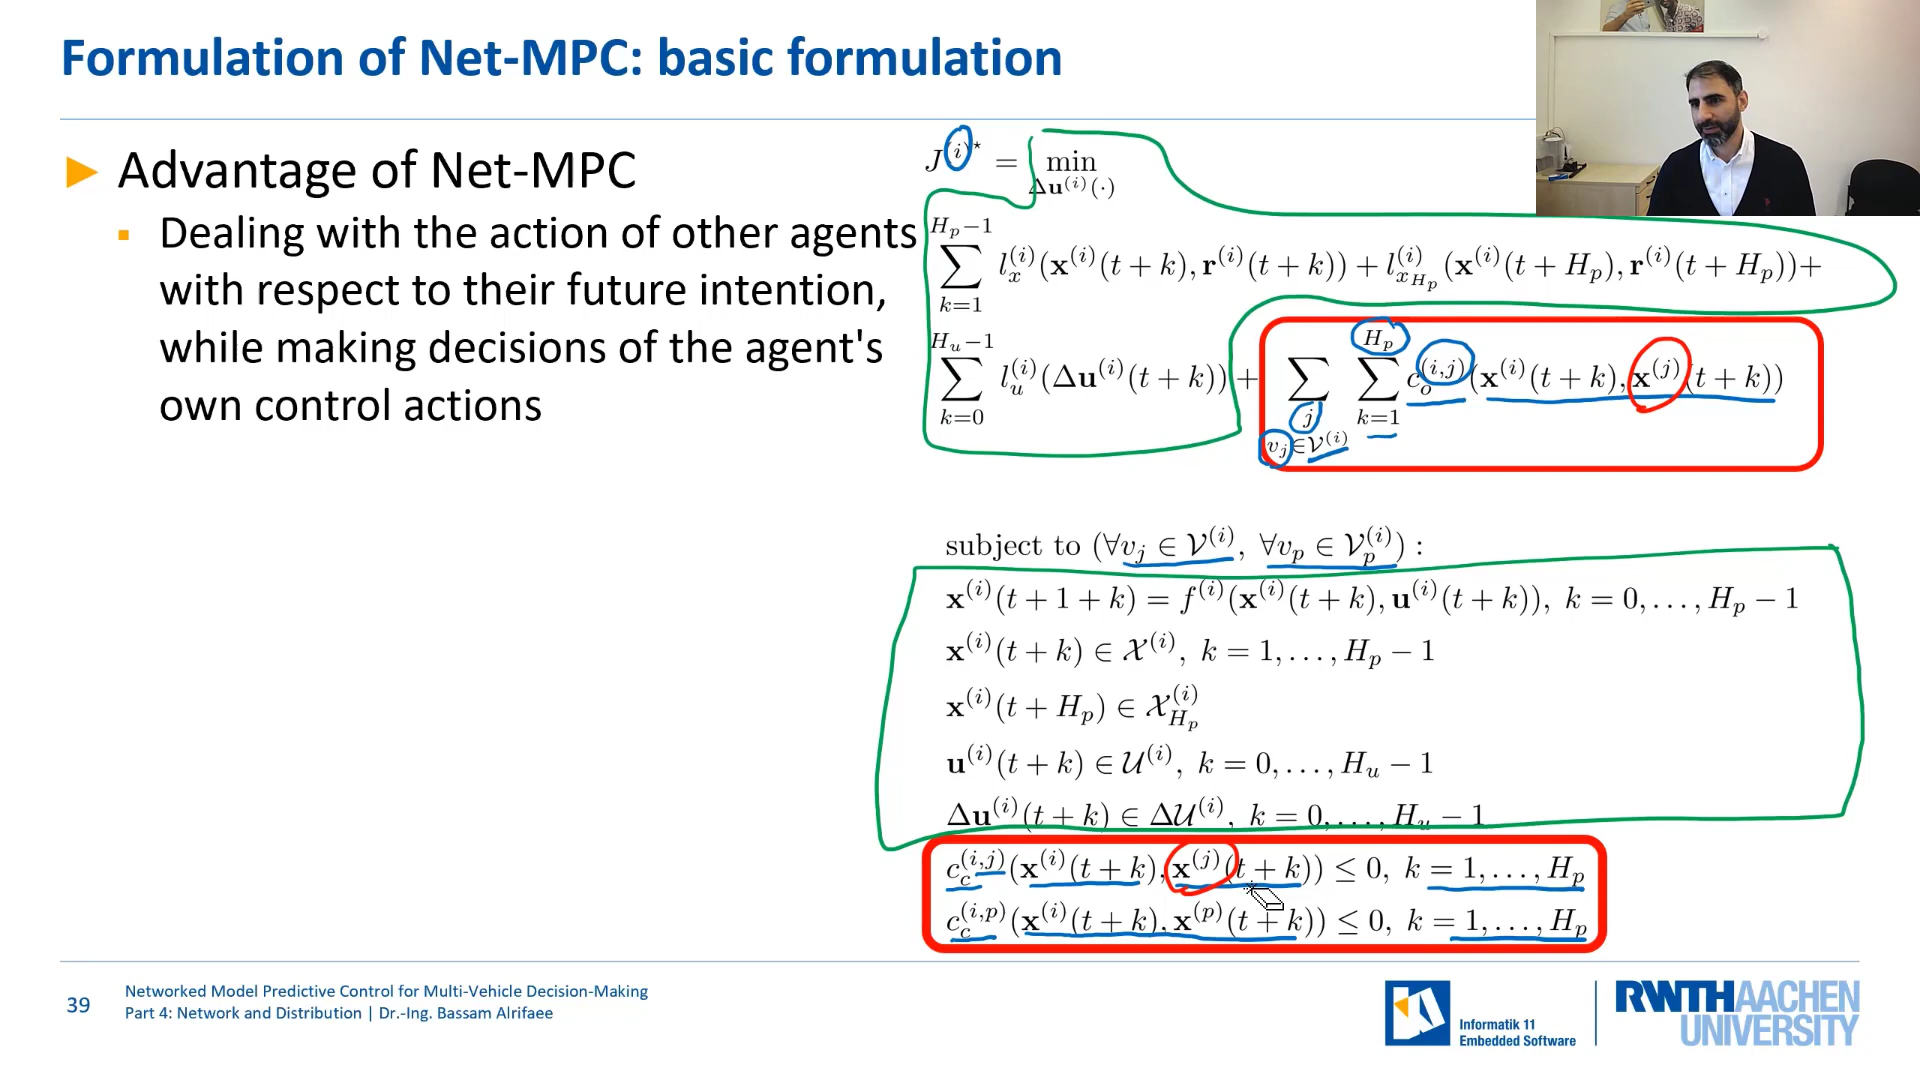 Formulation of Net-MPC: basic formulation
► Advantage of Net-MPC
▪ Dealing with the action of other agents
with respect to their future intention,
while making decisions of the agent's
own control actions
J^{(i)⋆} = min_{Δ𝐮^{(i)}(·)}
∑_{k=1}^{H_p−1} l_x^{(i)}(𝐱^{(i)}(t + k), 𝐫^{(i)}(t + k)) + l_{x_{H_p}}^{(i)}(𝐱^{(i)}(t + H_p), 𝐫^{(i)}(t + H_p))+
∑_{k=0}^{H_u−1} l_u^{(i)}(Δ𝐮^{(i)}(t + k)) + ∑_{j, v_j∈𝒱^{(i)}} ∑_{k=1}^{H_p} c_o^{(i,j)}(𝐱^{(i)}(t + k), 𝐱^{(j)}(t + k))
subject to (∀v_j ∈ 𝒱^{(i)}, ∀v_p ∈ 𝒱_p^{(i)}) :
𝐱^{(i)}(t + 1 + k) = f^{(i)}(𝐱^{(i)}(t + k), 𝐮^{(i)}(t + k)), k = 0, . . . , H_p − 1
𝐱^{(i)}(t + k) ∈ 𝒳^{(i)}, k = 1, . . . , H_p − 1
𝐱^{(i)}(t + H_p) ∈ 𝒳_{H_p}^{(i)}
𝐮^{(i)}(t + k) ∈ 𝒰^{(i)}, k = 0, . . . , H_u − 1
Δ𝐮^{(i)}(t + k) ∈ Δ𝒰^{(i)}, k = 0, . . . , H_u − 1
c_c^{(i,j)}(𝐱^{(i)}(t + k), 𝐱^{(j)}(t + k)) ≤ 0, k = 1, . . . , H_p
c_c^{(i,p)}(𝐱^{(i)}(t + k), 𝐱^{(p)}(t + k)) ≤ 0, k = 1, . . . , H_p
39
Networked Model Predictive Control for Multi-Vehicle Decision-Making
Part 4: Network and Distribution | Dr.-Ing. Bassam Alrifaee
Informatik 11
Embedded Software
RWTH AACHEN
UNIVERSITY